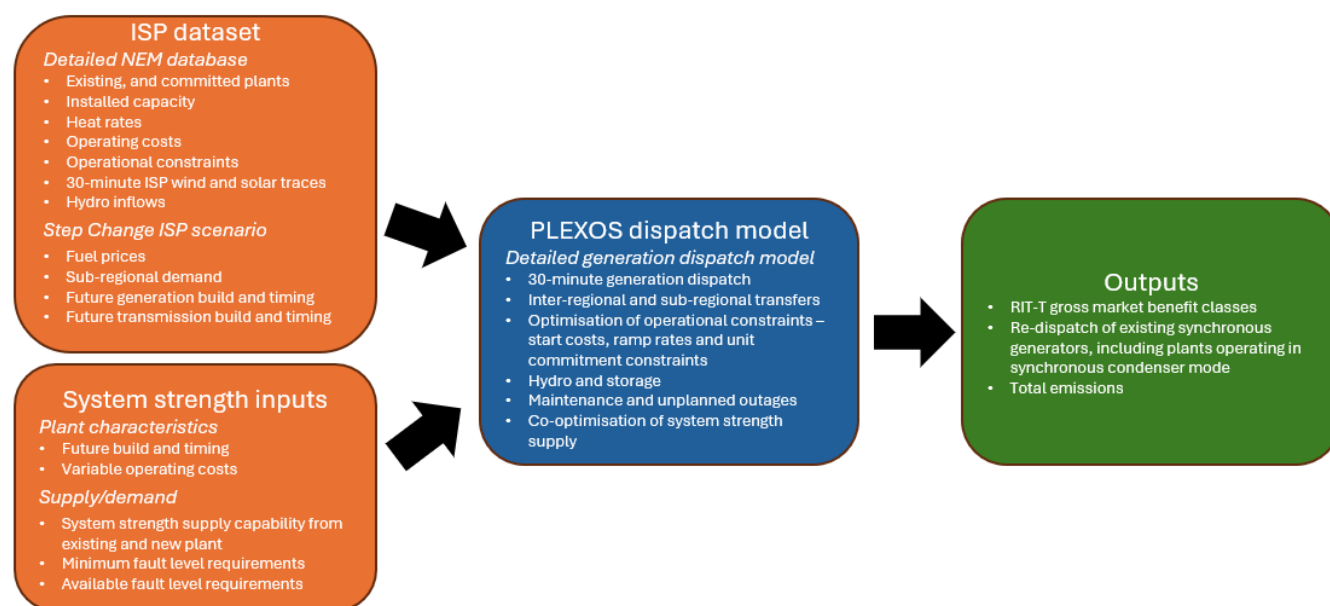 ISP dataset
Detailed NEM database
• Existing, and committed plants
• Installed capacity
• Heat rates
• Operating costs
• Operational constraints
• 30-minute ISP wind and solar traces
• Hydro inflows
Step Change ISP scenario
• Fuel prices
• Sub-regional demand
• Future generation build and timing
• Future transmission build and timing
System strength inputs
Plant characteristics
• Future build and timing
• Variable operating costs
Supply/demand
• System strength supply capability from
existing and new plant
• Minimum fault level requirements
• Available fault level requirements
PLEXOS dispatch model
Detailed generation dispatch model
• 30-minute generation dispatch
• Inter-regional and sub-regional transfers
• Optimisation of operational constraints –
start costs, ramp rates and unit
commitment constraints
• Hydro and storage
• Maintenance and unplanned outages
• Co-optimisation of system strength
supply
Outputs
• RIT-T gross market benefit classes
• Re-dispatch of existing synchronous
generators, including plants operating in
synchronous condenser mode
• Total emissions